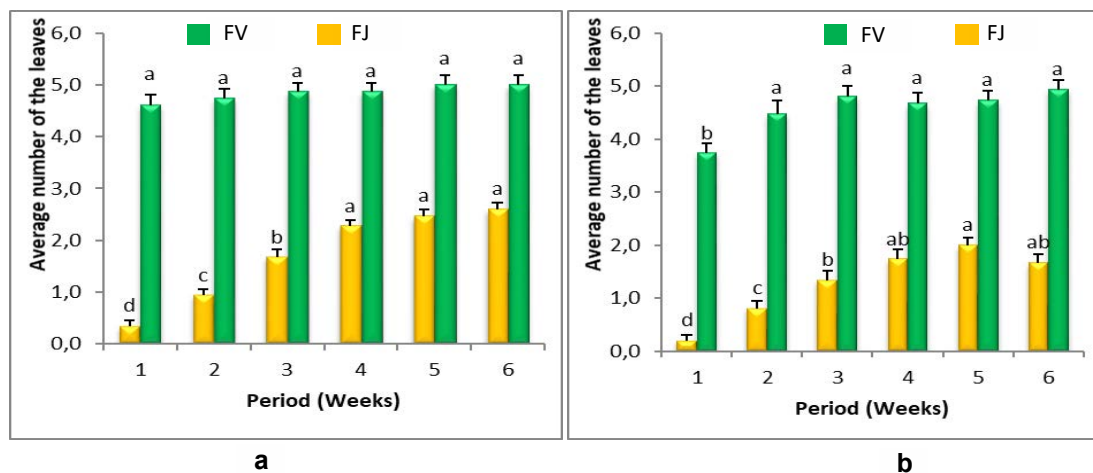 Average number of the leaves
6,0
5,0
4,0
3,0
2,0
1,0
0,0
FV FJ
a a a a a a
d c b a a a
1 2 3 4 5 6
Period (Weeks)
a
Average number of the leaves
6,0
5,0
4,0
3,0
2,0
1,0
0,0
FV FJ
b a a a a a
d c b ab a ab
1 2 3 4 5 6
Period (Weeks)
b